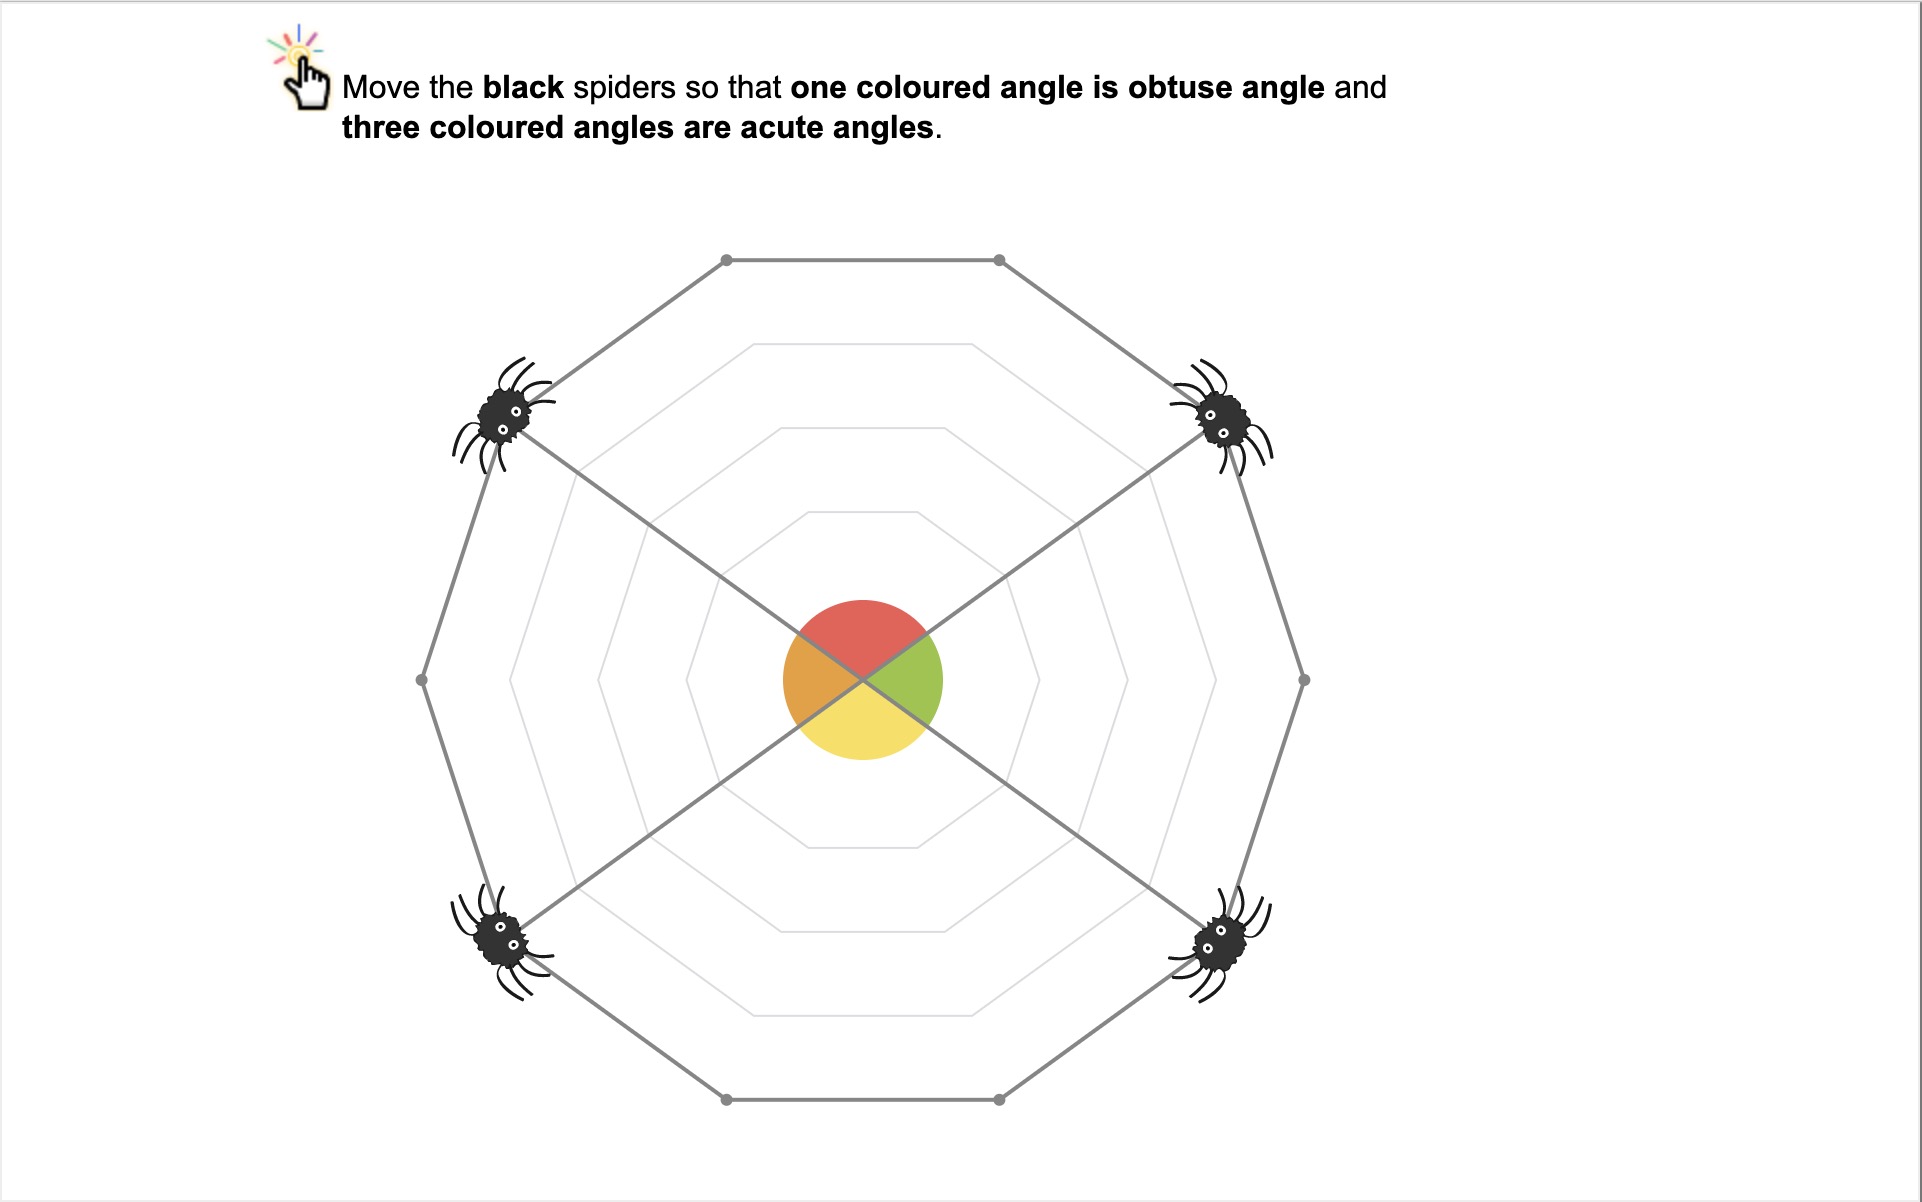 Move the black spiders so that one coloured angle is obtuse angle and
three coloured angles are acute angles.